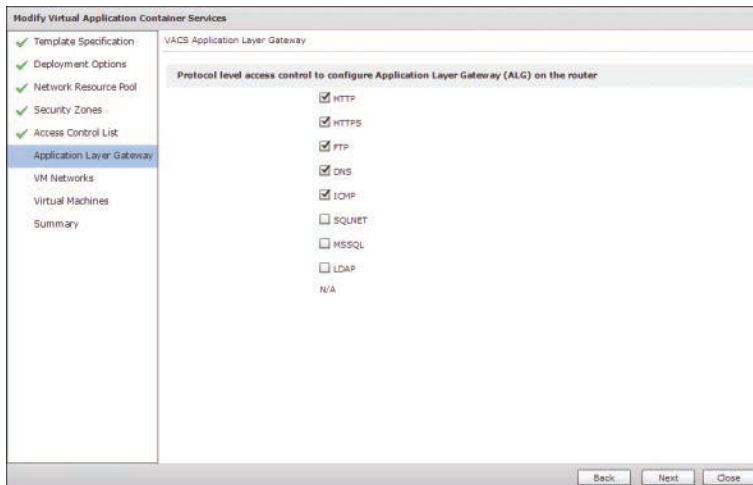 Modify Virtual Application Container Services
Template Specification
Deployment Options
Network Resource Pool
Security Zones
Access Control List
Application Layer Gateway
VM Networks
Virtual Machines
Summary
VACS Application Layer Gateway
Protocol level access control to configure Application Layer Gateway (ALG) on the router
HTTP
HTTPS
FTP
DNS
ICMP
SQLNET
MSSQL
LDAP
N/A
Back Next Close